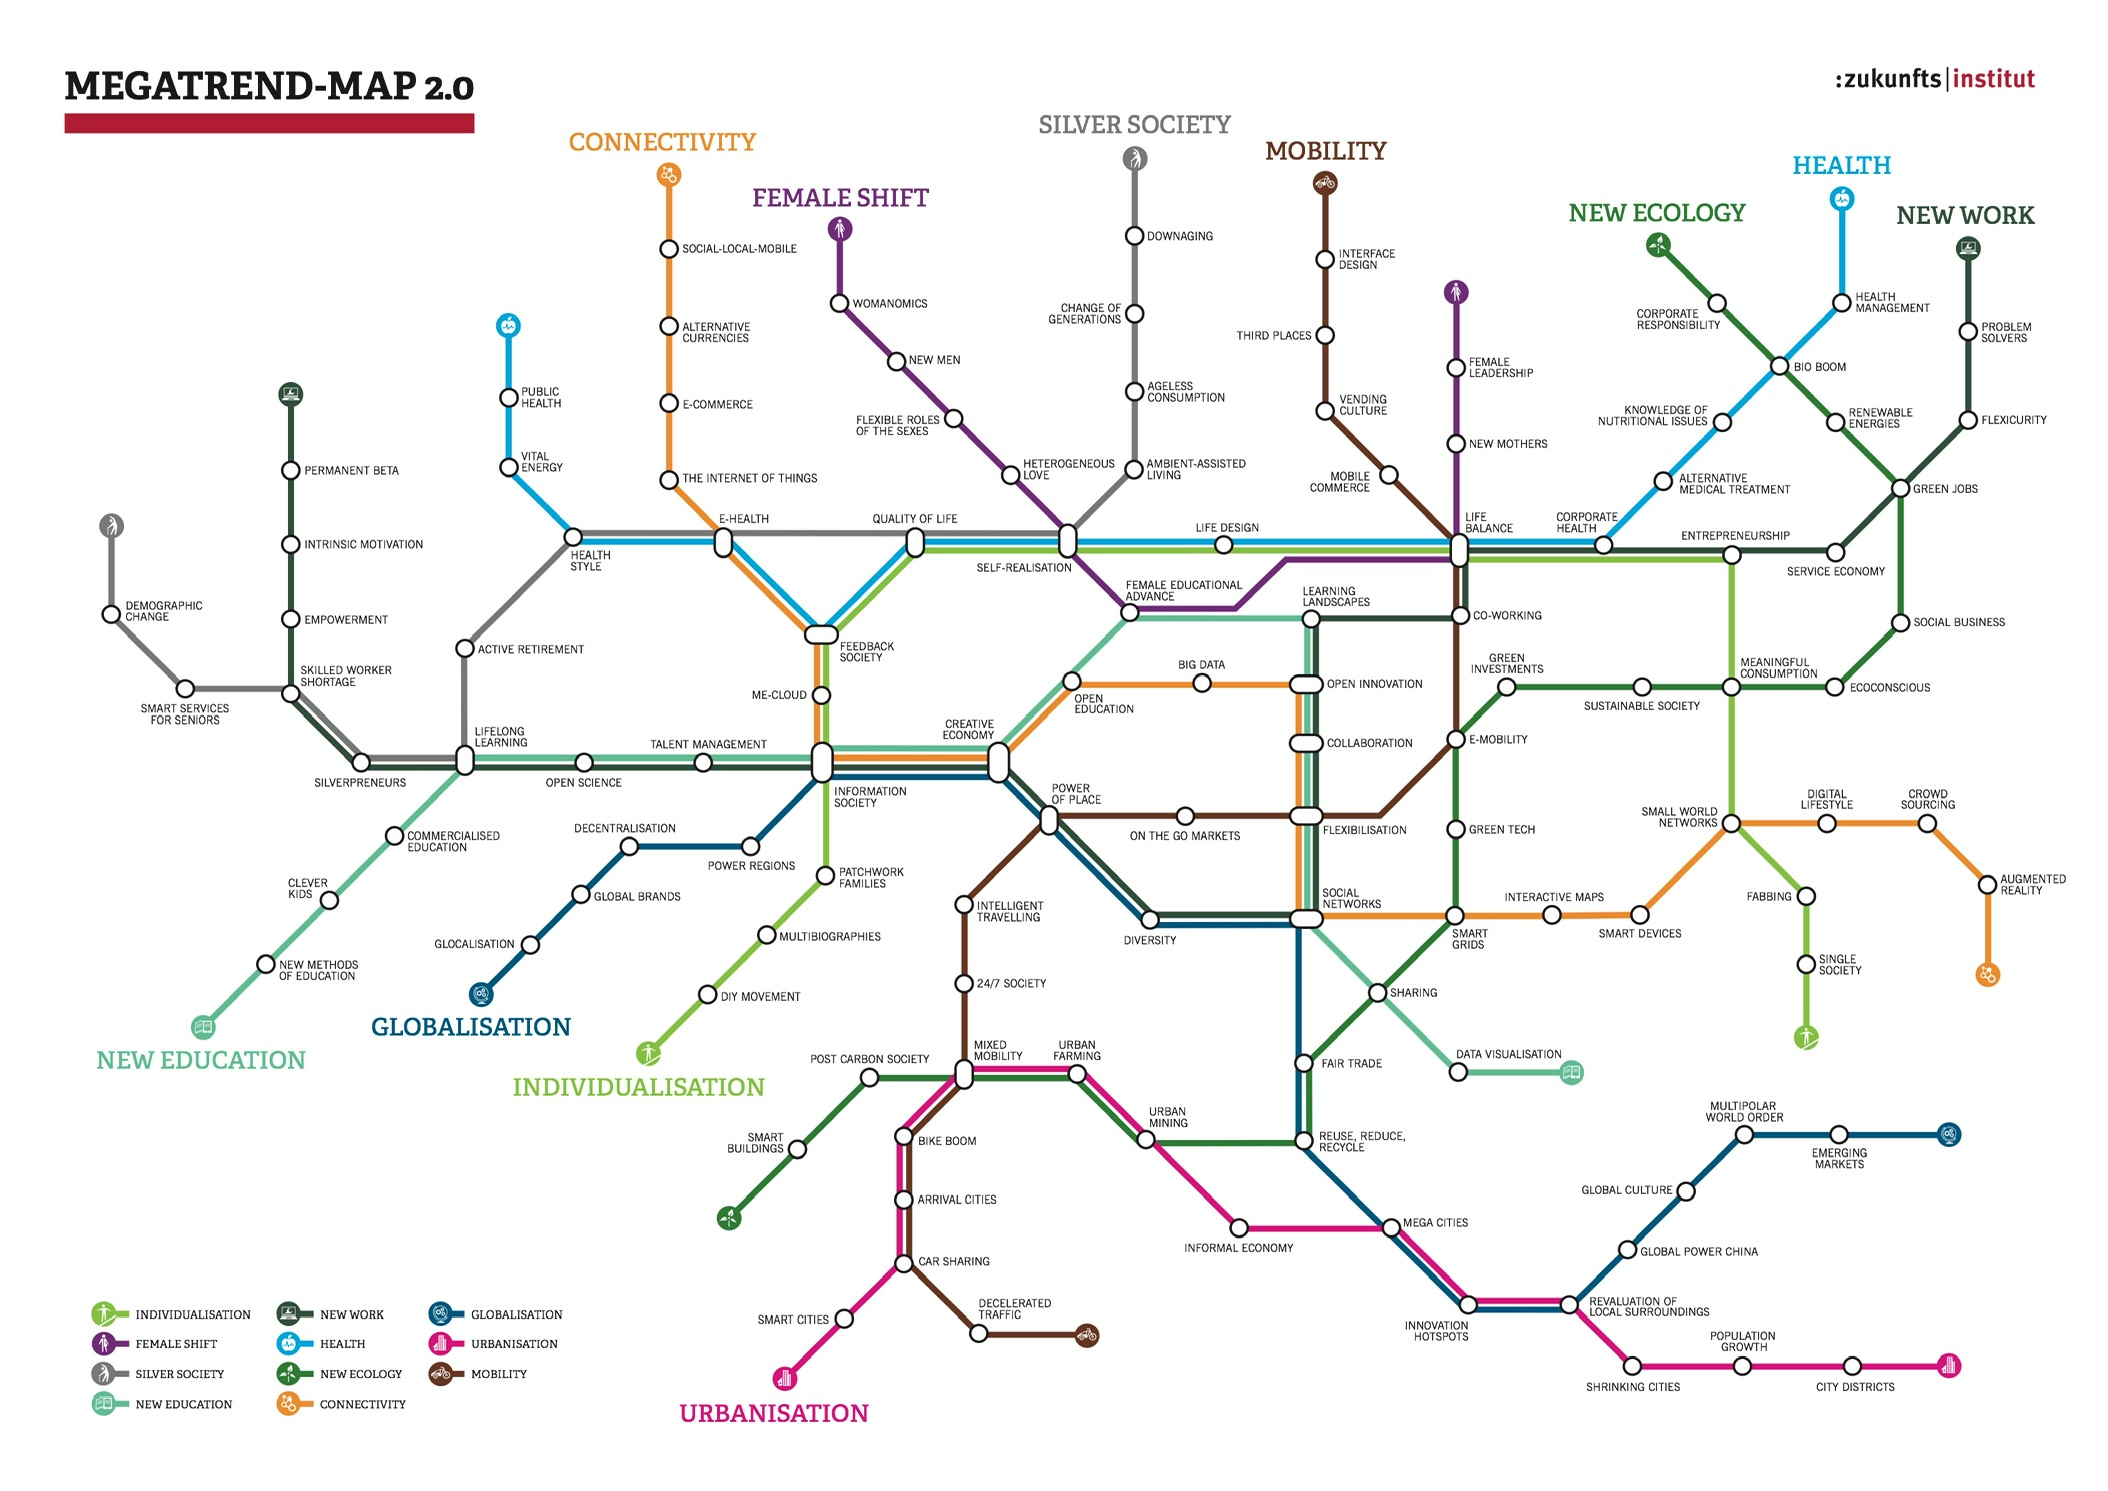 MEGATREND-MAP 2.0
:zukunfts|institut
CONNECTIVITY
SILVER SOCIETY
MOBILITY
FEMALE SHIFT
HEALTH
NEW ECOLOGY
NEW WORK
SOCIAL-LOCAL-MOBILE
ALTERNATIVE
CURRENCIES
E-COMMERCE
THE INTERNET OF THINGS
WOMANOMICS
NEW MEN
FLEXIBLE ROLES
OF THE SEXES
HETEROGENEOUS
LOVE
DOWNAGING
CHANGE OF
GENERATIONS
AGELESS
CONSUMPTION
AMBIENT-ASSISTED
LIVING
INTERFACE
DESIGN
THIRD PLACES
VENDING
CULTURE
MOBILE
COMMERCE
FEMALE
LEADERSHIP
NEW MOTHERS
LIFE
BALANCE
CORPORATE
RESPONSIBILITY
BIO BOOM
HEALTH
MANAGEMENT
PROBLEM
SOLVERS
KNOWLEDGE OF
NUTRITIONAL ISSUES
RENEWABLE
ENERGIES
FLEXICURITY
ALTERNATIVE
MEDICAL TREATMENT
GREEN JOBS
CORPORATE
HEALTH
ENTREPRENEURSHIP
SERVICE ECONOMY
PUBLIC
HEALTH
VITAL
ENERGY
PERMANENT BETA
INTRINSIC MOTIVATION
EMPOWERMENT
SKILLED WORKER
SHORTAGE
DEMOGRAPHIC
CHANGE
SMART SERVICES
FOR SENIORS
SILVERPRENEURS
HEALTH
STYLE
ACTIVE RETIREMENT
LIFELONG
LEARNING
E-HEALTH
QUALITY OF LIFE
SELF-REALISATION
LIFE DESIGN
FEEDBACK
SOCIETY
ME-CLOUD
FEMALE EDUCATIONAL
ADVANCE
LEARNING
LANDSCAPES
CO-WORKING
SOCIAL BUSINESS
GREEN
INVESTMENTS
SUSTAINABLE SOCIETY
MEANINGFUL
CONSUMPTION
ECOCONSCIOUS
BIG DATA
OPEN
EDUCATION
OPEN INNOVATION
COLLABORATION
E-MOBILITY
CREATIVE
ECONOMY
OPEN SCIENCE
TALENT MANAGEMENT
INFORMATION
SOCIETY
POWER
OF PLACE
ON THE GO MARKETS
FLEXIBILISATION
GREEN TECH
SMALL WORLD
NETWORKS
DIGITAL
LIFESTYLE
CROWD
SOURCING
AUGMENTED
REALITY
COMMERCIALISED
EDUCATION
CLEVER
KIDS
NEW METHODS
OF EDUCATION
DECENTRALISATION
POWER REGIONS
GLOBAL BRANDS
GLOCALISATION
PATCHWORK
FAMILIES
MULTIBIOGRAPHIES
DIY MOVEMENT
INTELLIGENT
TRAVELLING
24/7 SOCIETY
DIVERSITY
SOCIAL
NETWORKS
SMART
GRIDS
INTERACTIVE MAPS
SMART DEVICES
FABBING
SINGLE
SOCIETY
SHARING
DATA VISUALISATION
FAIR TRADE
NEW EDUCATION
GLOBALISATION
INDIVIDUALISATION
POST CARBON SOCIETY
MIXED
MOBILITY
URBAN
FARMING
URBAN
MINING
REUSE, REDUCE,
RECYCLE
SMART
BUILDINGS
BIKE BOOM
ARRIVAL CITIES
CAR SHARING
SMART CITIES
DECELERATED
TRAFFIC
INFORMAL ECONOMY
MEGA CITIES
INNOVATION
HOTSPOTS
REVALUATION OF
LOCAL SURROUNDINGS
GLOBAL POWER CHINA
GLOBAL CULTURE
MULTIPOLAR
WORLD ORDER
EMERGING
MARKETS
SHRINKING CITIES
POPULATION
GROWTH
CITY DISTRICTS
URBANISATION
INDIVIDUALISATION
FEMALE SHIFT
SILVER SOCIETY
NEW EDUCATION
NEW WORK
HEALTH
NEW ECOLOGY
CONNECTIVITY
GLOBALISATION
URBANISATION
MOBILITY